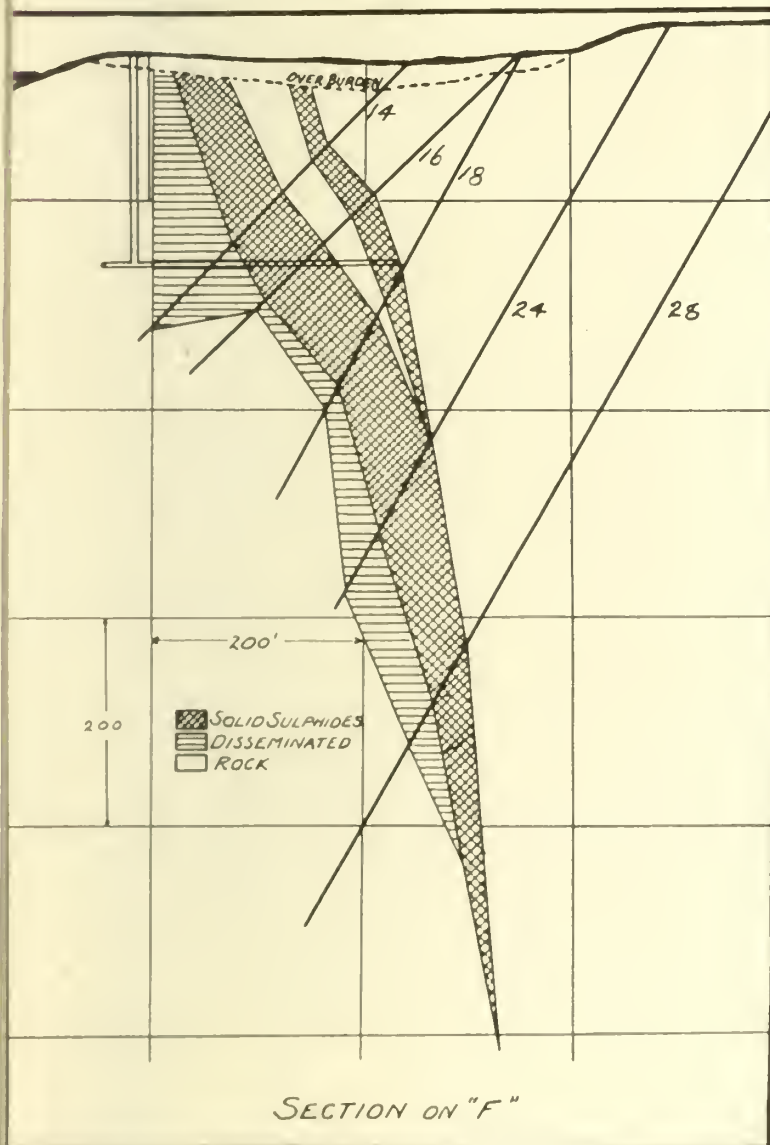 OVER BURDEN
14
16
18
24
28
200'
200
SOLID SULPHIDES
DISSEMINATED
ROCK
SECTION ON "F"